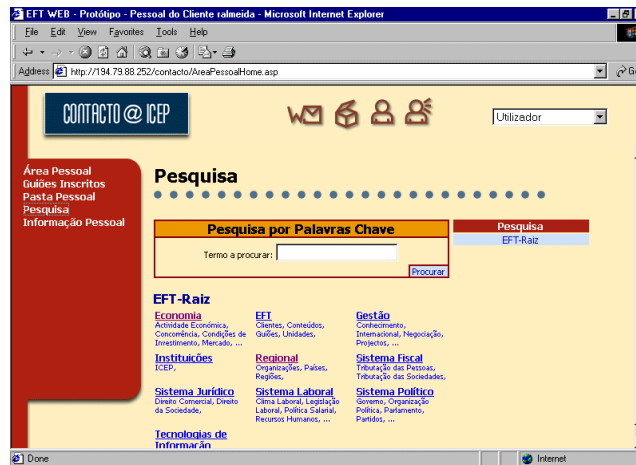 EFT WEB - Protótipo - Pessoal do Cliente ralmeida - Microsoft Internet Explorer
File Edit View Favorites Tools Help
Address http://194.79.88.252/contacto/AreaPessoalHome.asp
CONTACTO @ ICEP
Utilizador
Área Pessoal
Guiões Inscritos
Pasta Pessoal
Pesquisa
Informação Pessoal
Pesquisa
Pesquisa por Palavras Chave
Termo a procurar:
Procurar
Pesquisa
EFT-Raiz
EFT-Raiz
Economia
Actividade Económica,
Concorrência, Condições de
Investimento, Mercado, ...
EFT
Clientes, Conteúdos,
Guiões, Unidades,
Gestão
Conhecimento,
Internacional, Negociação,
Projectos, ...
Instituições
ICEP,
Regional
Organizações, Países,
Regiões,
Sistema Fiscal
Tributação das Pessoas,
Tributação das Sociedades,
Sistema Jurídico
Direito Comercial, Direito
da Sociedade,
Sistema Laboral
Clima Laboral, Legislação
Laboral, Política Salarial,
Recursos Humanos, ...
Sistema Político
Governo, Organização
Política, Parlamento,
Partidos, ...
Tecnologias de
Informação
Done
Internet